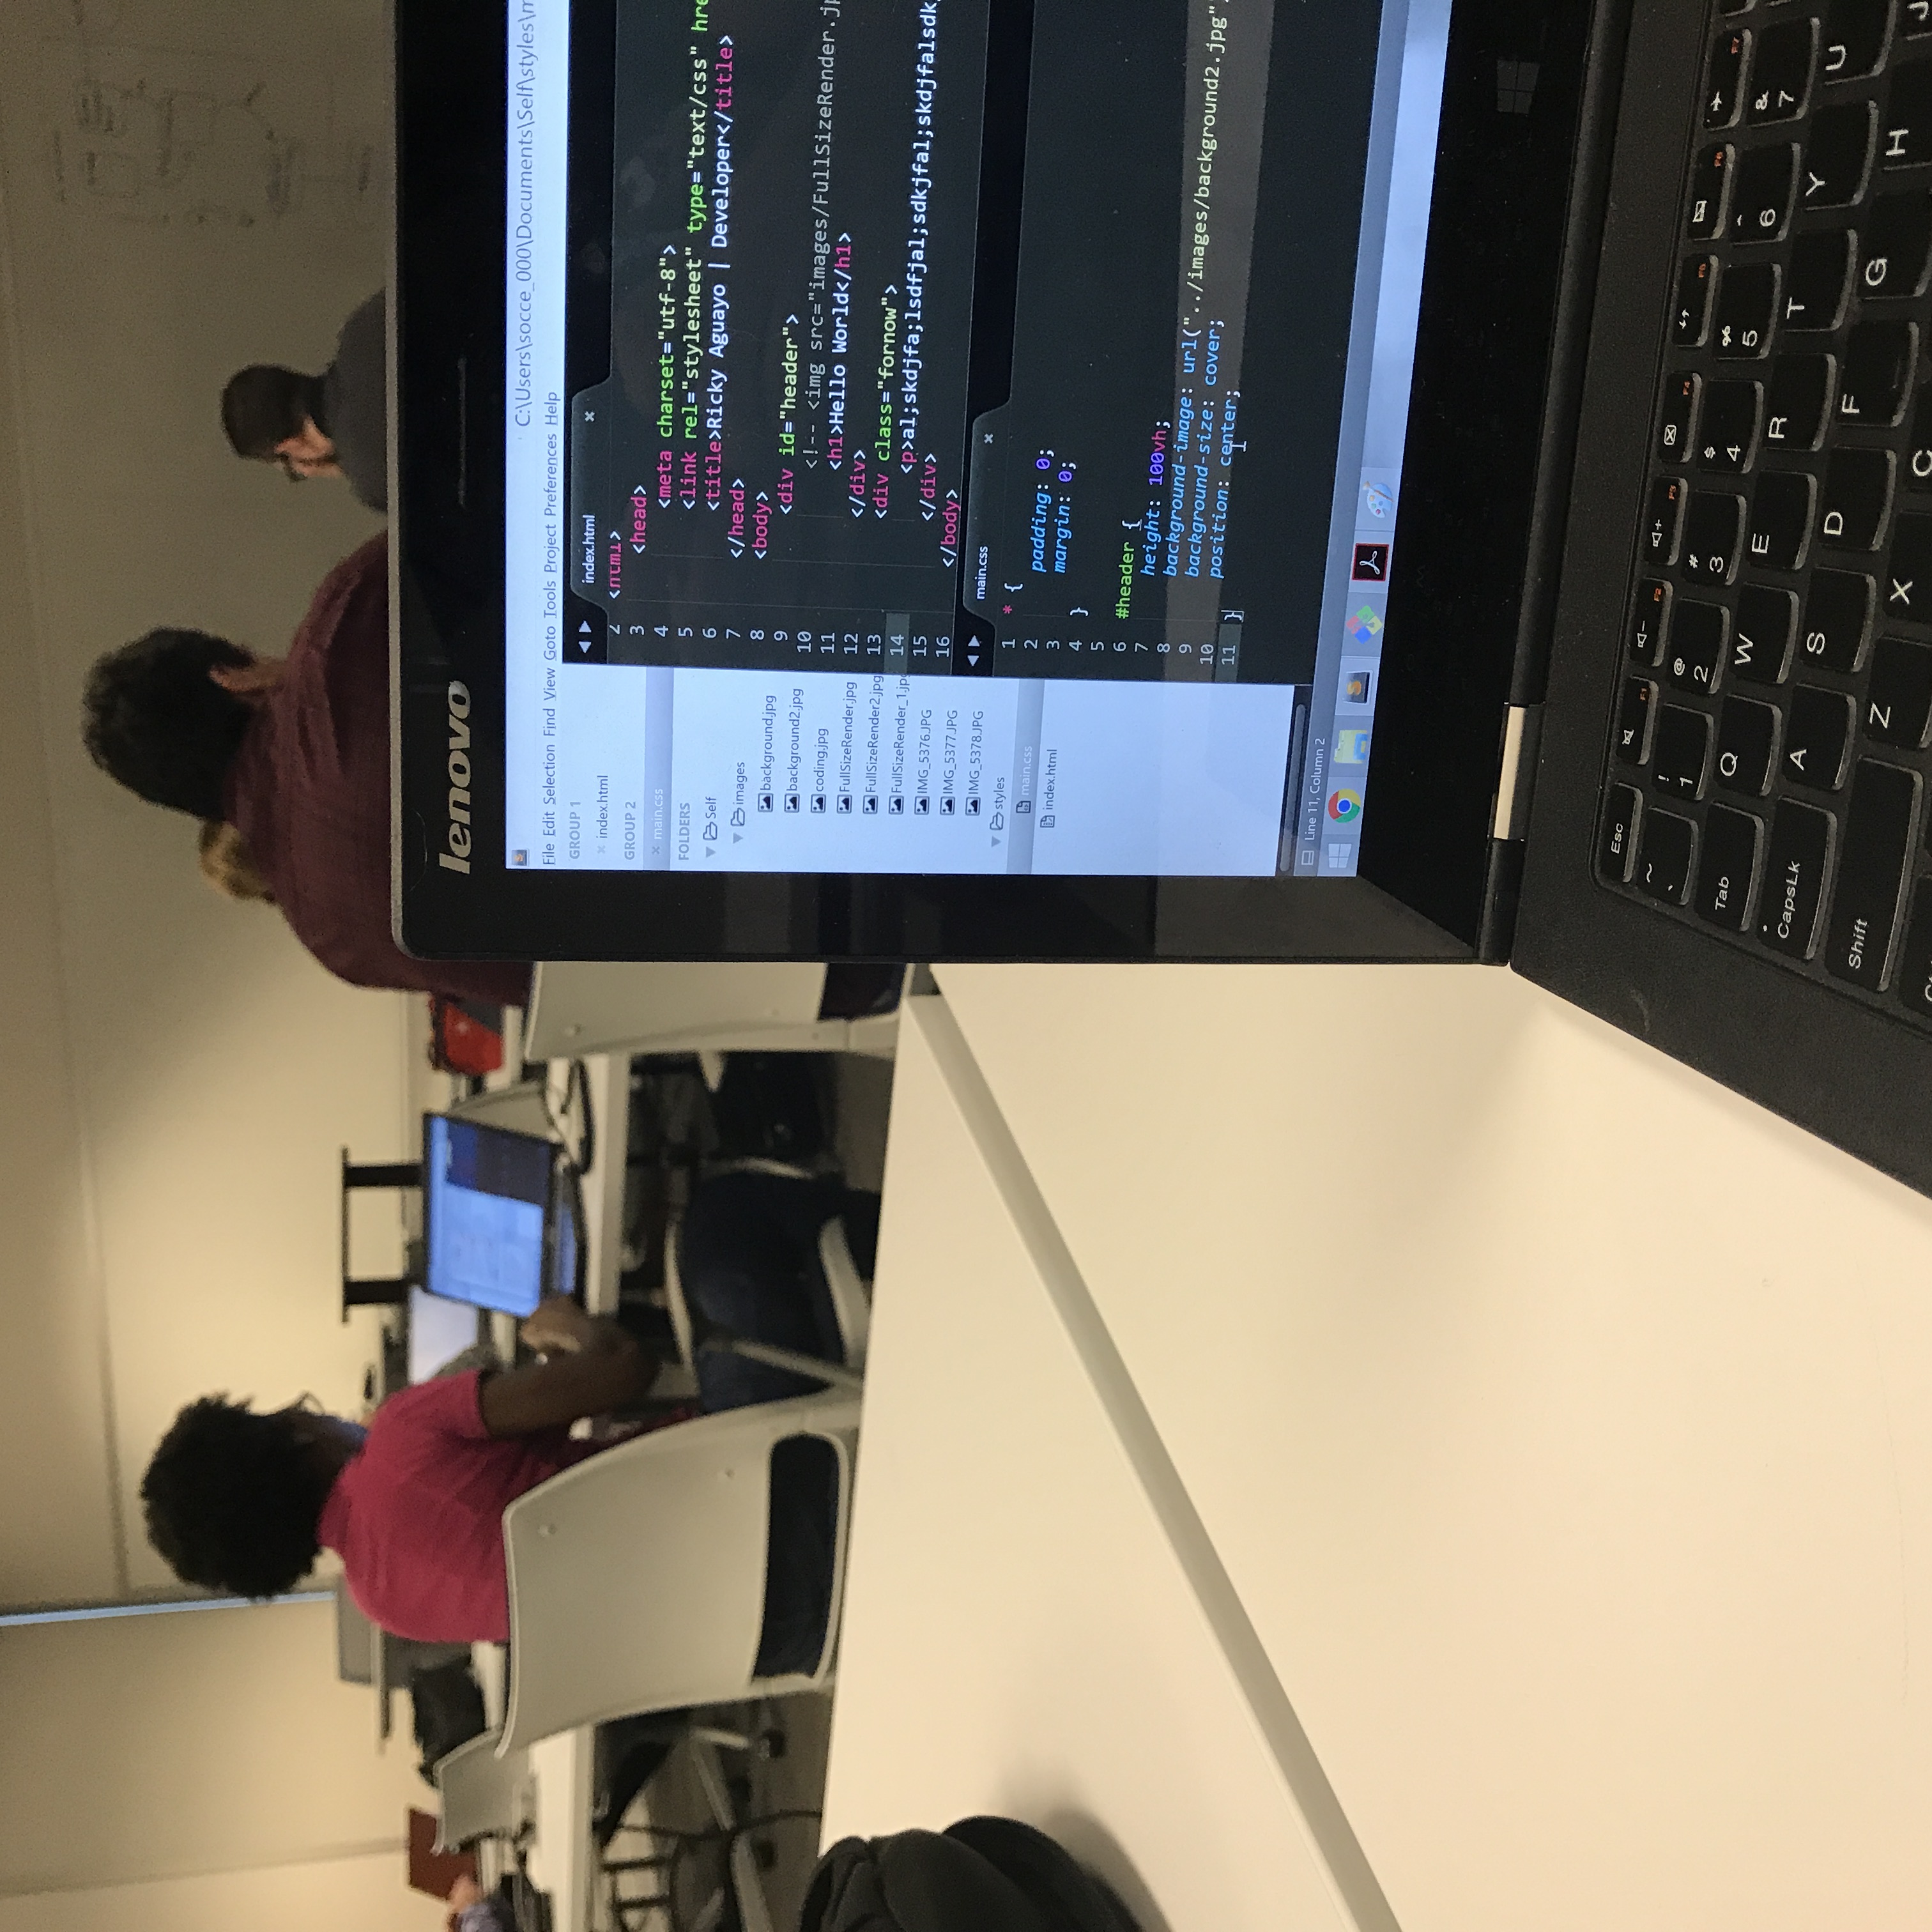 lenovo
C:\Users\socce_000\Documents\Self\styles\m
File Edit Selection Find View Goto Tools Project Preferences Help
GROUP 1
index.html
GROUP 2
main.css
FOLDERS
Self
images
background.jpg
background2.jpg
coding.jpg
FullSizeRender.jpg
FullSizeRender2.jpg
FullSizeRender_1.jpg
IMG_5376.JPG
IMG_5377.JPG
IMG_5378.JPG
styles
main.css
index.html
index.html
2 <html>
3 <head>
4 <meta charset="utf-8">
5 <link rel="stylesheet" type="text/css" hre
6 <title>Ricky Aguayo | Developer</title>
7 </head>
8 <body>
9 <div id="header">
10 <!-- <img src="images/FullSizeRender.jp
11 <h1>Hello World</h1>
12 </div>
13 <div class="fornow">
14 <p>al;skdjfa;lsdfjal;sdkjfal;skdjfalsdk
15 </div>
16 </body>
main.css
1 * {
2 padding: 0;
3 margin: 0;
4 }
5
6 #header {
7 height: 100vh;
8 background-image: url("../images/background2.jpg"
9 background-size: cover;
10 position: center;
11 }
Line 11, Column 2
Esc F1 F2 F3 F4 F5 F6 F7
~ ` ! 1 @ 2 # 3 $ 4 % 5 ^ 6 & 7
Tab Q W E R T Y U
CapsLk A S D F G H J
Shift Z X C